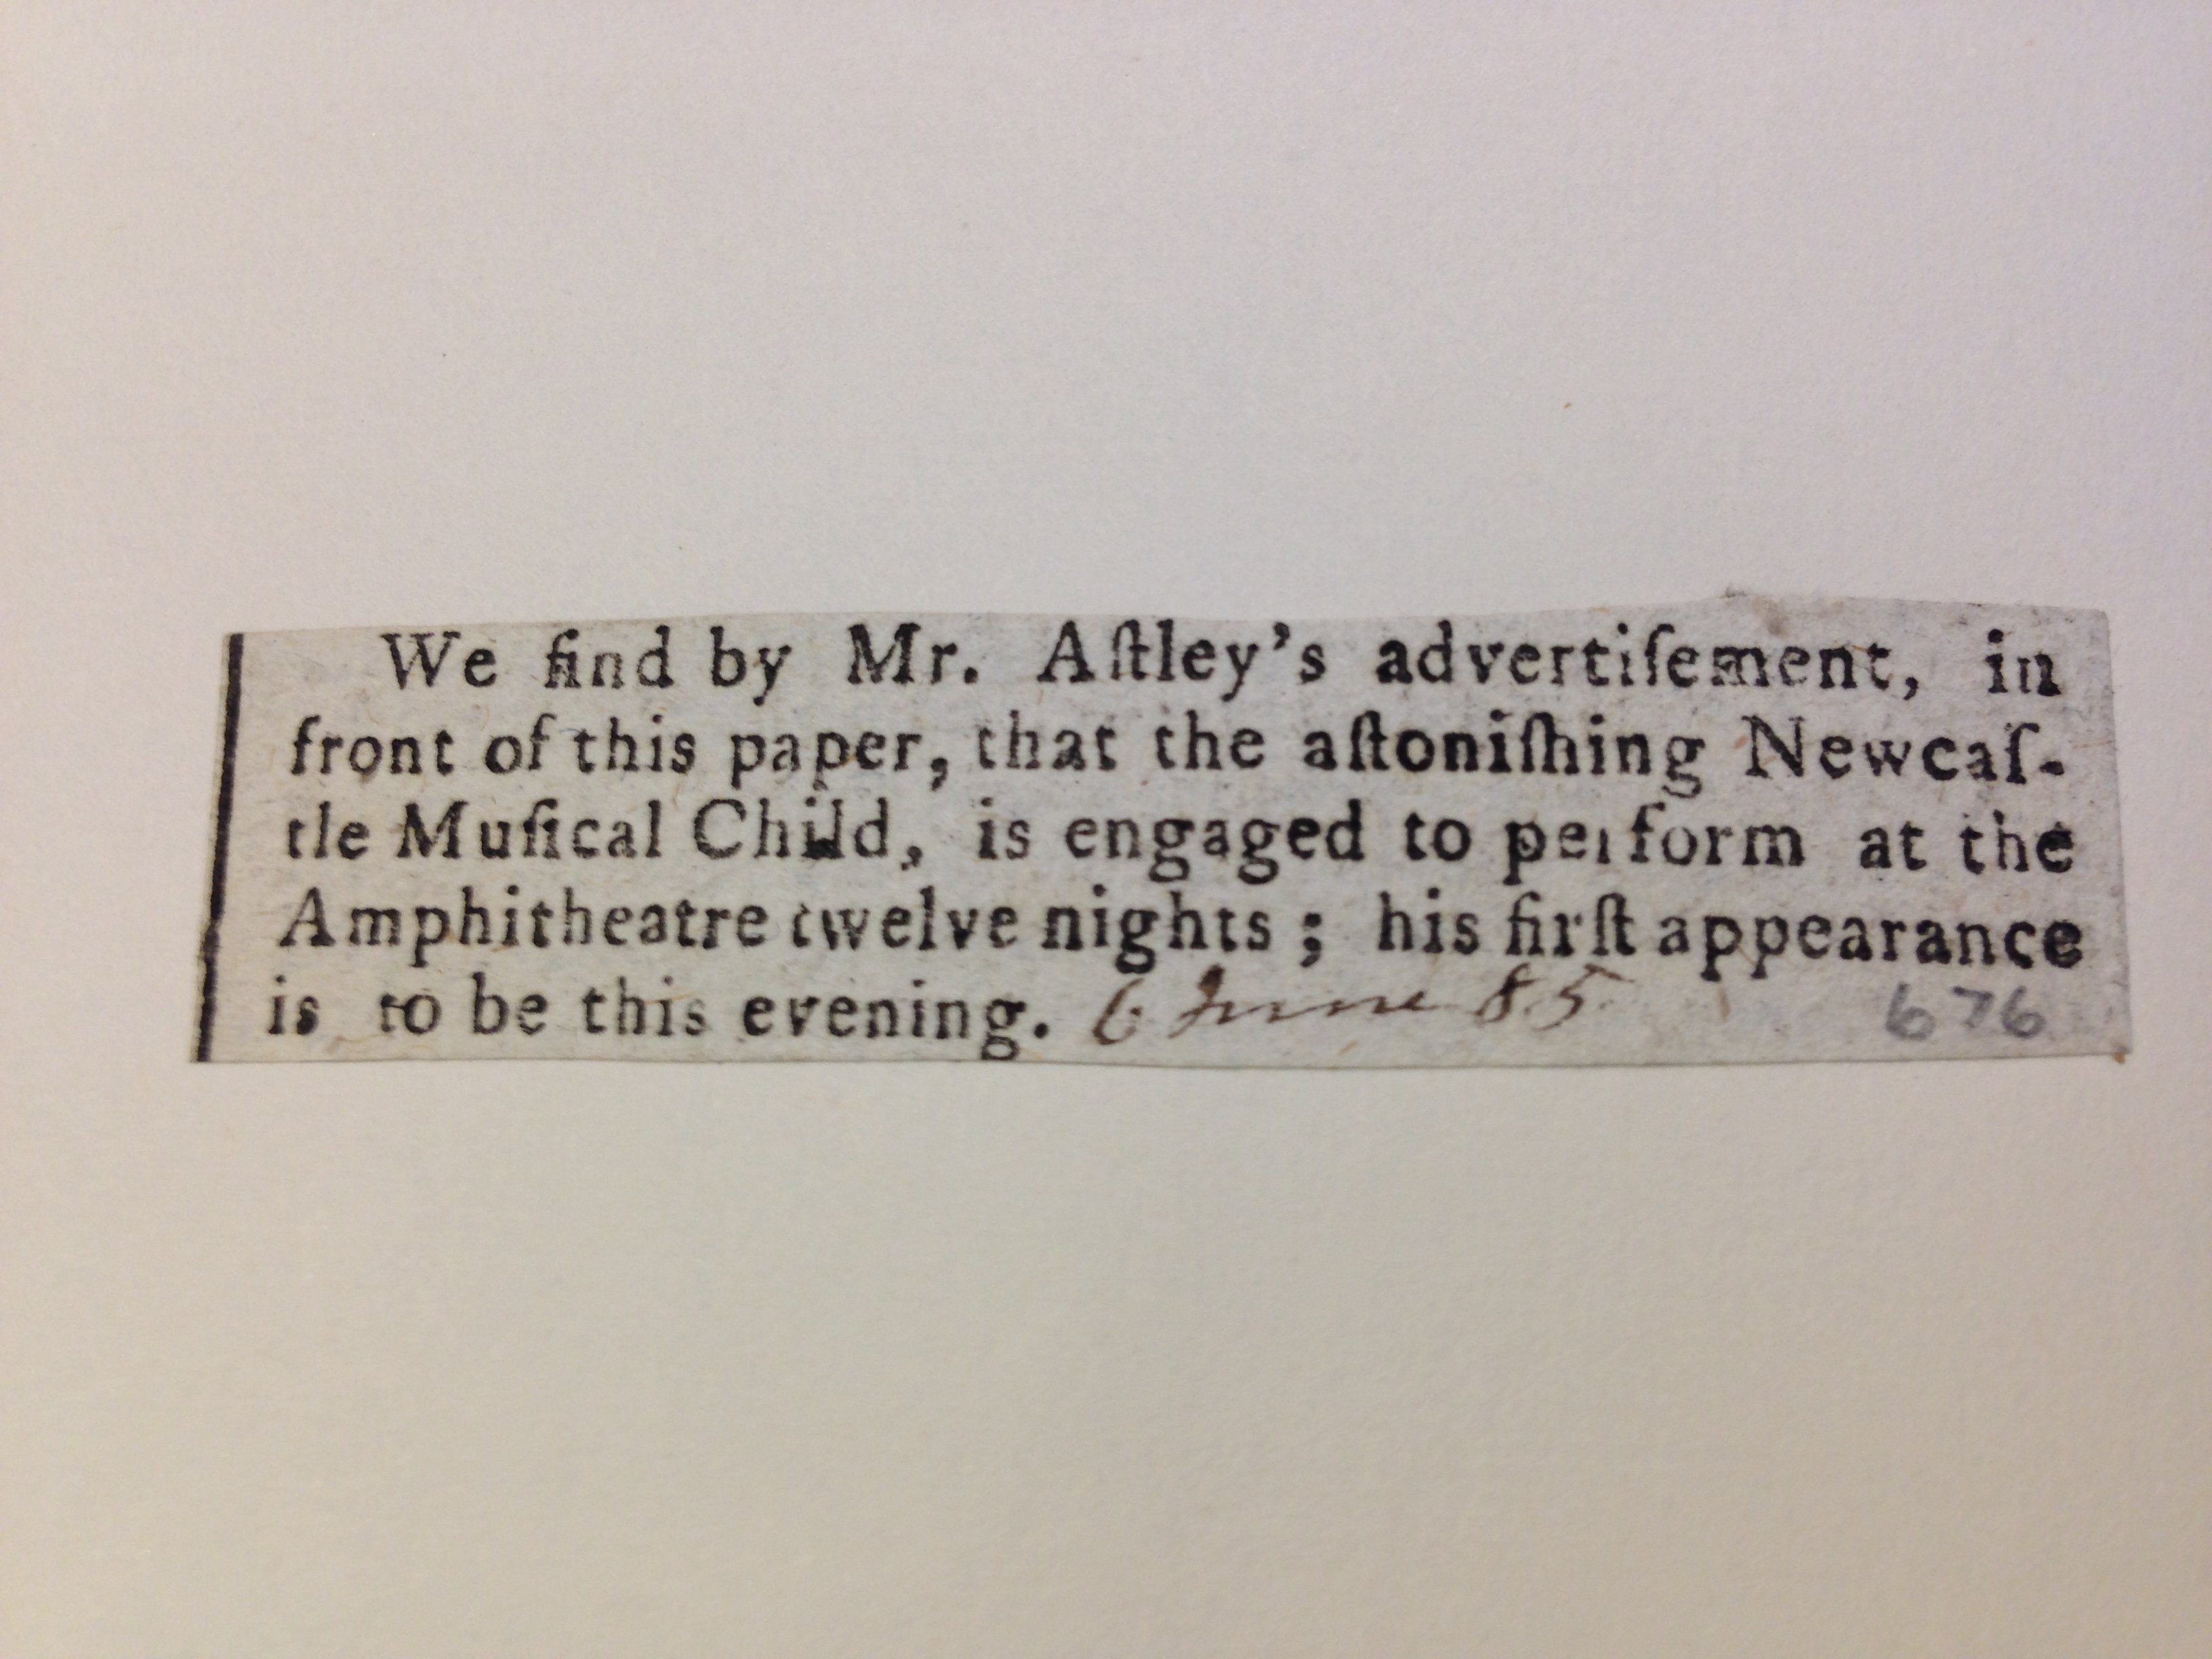 We find by Mr. Aſtley's advertiſement, in
front of this paper, that the aſtoniſhing Newcaſ-
tle Muſical Child, is engaged to perform at the
Amphitheatre twelve nights; his firſt appearance
is to be this evening. 6 June 85 676